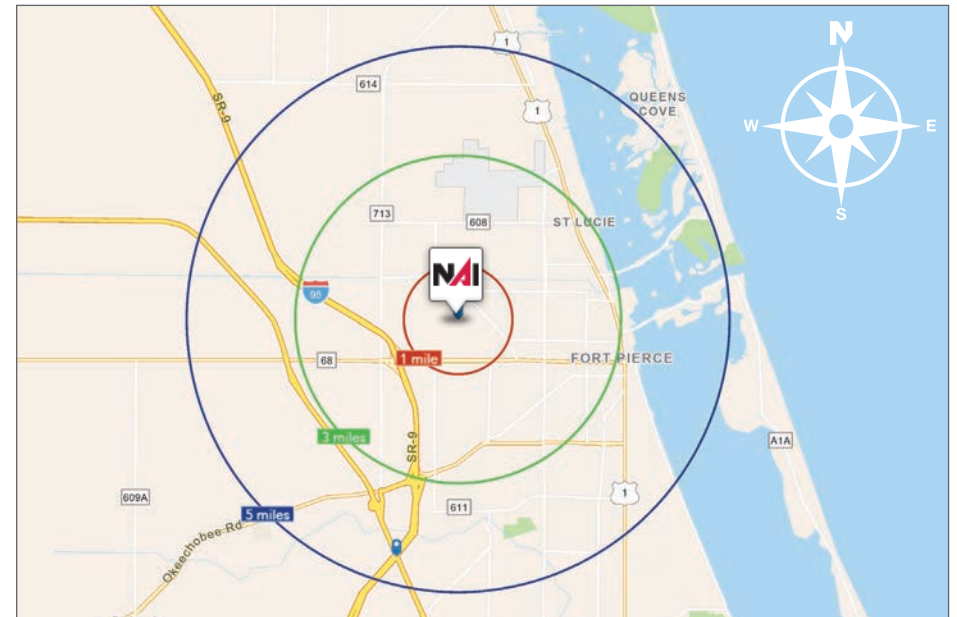 N
1
614
SR-9
QUEENS
COVE
1
W
E
S
713
608
ST LUCIE
NAI
95
68
1 mile
FORT PIERCE
3 miles
SR-9
A1A
609A
1
611
5 miles
Okeechobee Rd